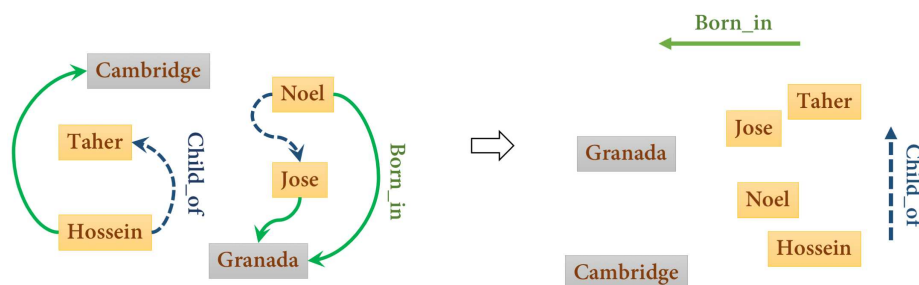 Cambridge
Noel
Taher
Child_of
Jose
Born_in
Hossein
Granada
Born_in
Taher
Jose
Granada
Child_of
Noel
Hossein
Cambridge